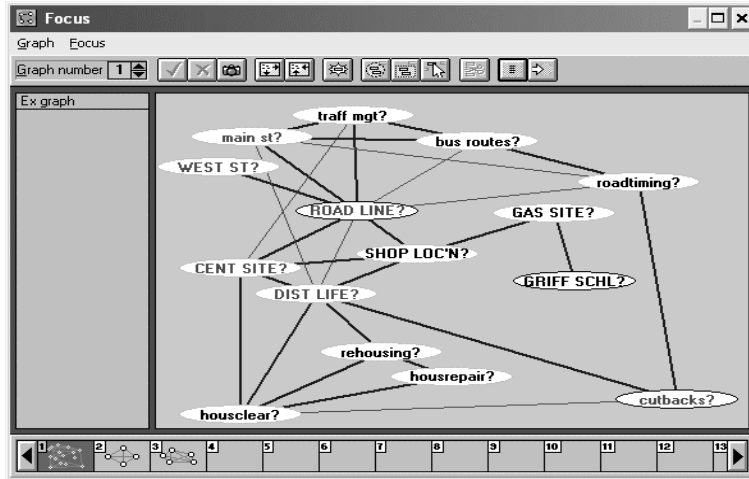 Focus
Graph Focus
Graph number 1
Ex graph
traff mgt?
main st?
bus routes?
WEST ST?
roadtiming?
ROAD LINE?
GAS SITE?
SHOP LOC'N?
CENT SITE?
GRIFF SCHL?
DIST LIFE?
rehousing?
housrepair?
cutbacks?
housclear?
1 2 3 4 5 6 7 8 9 10 11 12 13